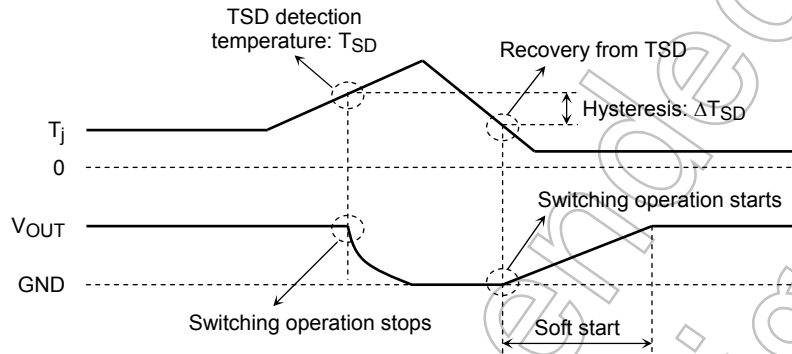 TSD detection
temperature: TSD
Recovery from TSD
Hysteresis: ΔTSD
Tj
0
Switching operation starts
VOUT
GND
Switching operation stops
Soft start